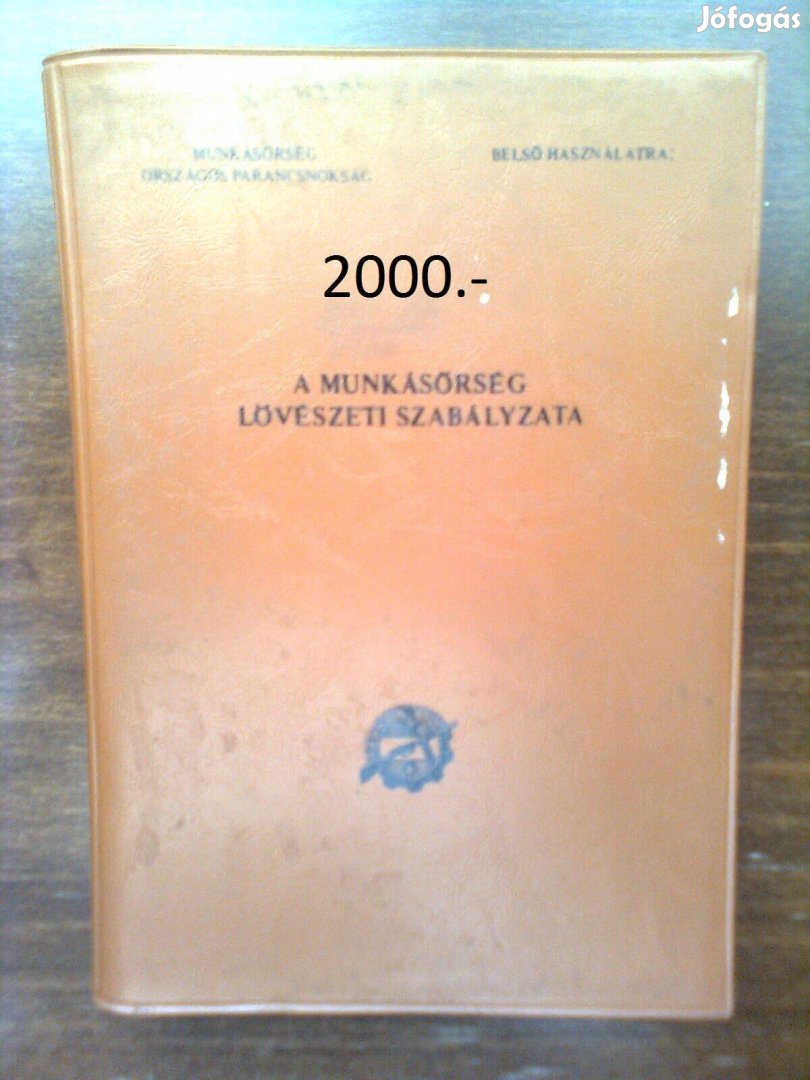 Jófogás
MUNKÁSŐRSÉG
ORSZÁGOS PARANCSNOKSÁG
BELSŐ HASZNÁLATRA!
2000.-
A MUNKÁSŐRSÉG
LÖVÉSZETI SZABÁLYZATA